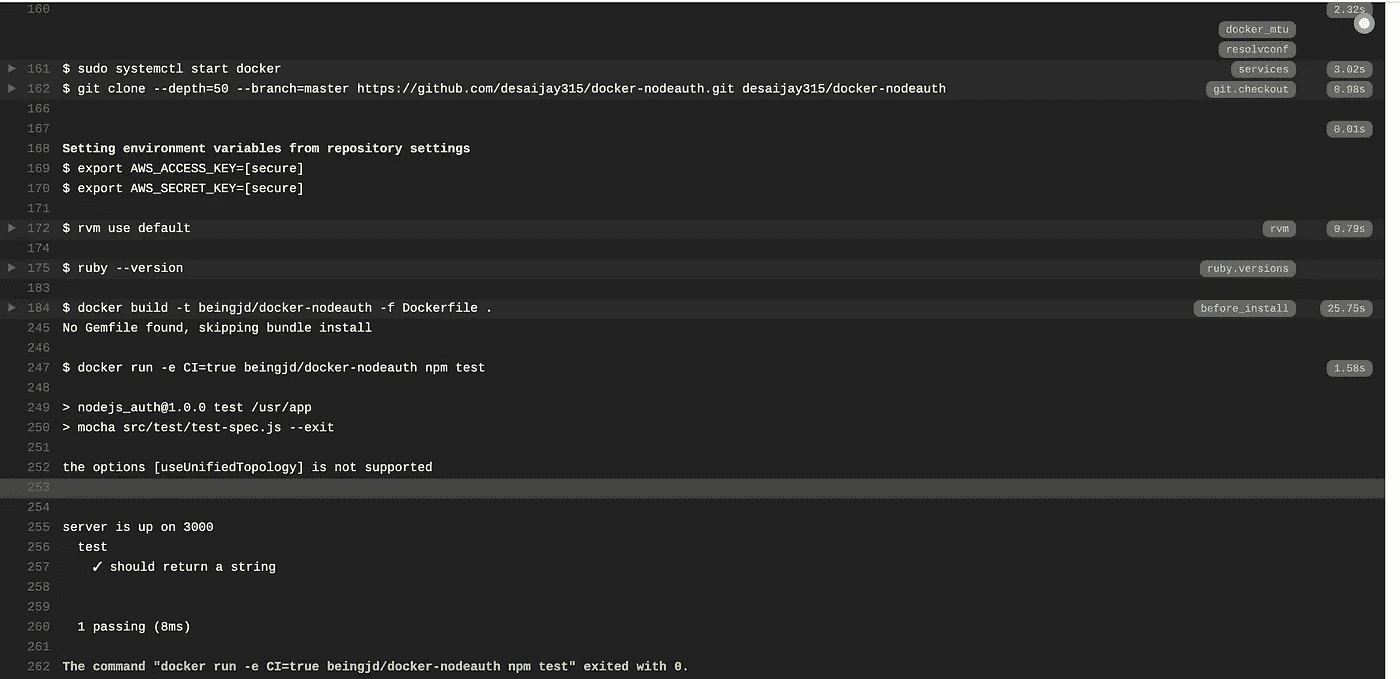 160 2.32s
docker_mtu
resolvconf
161 $ sudo systemctl start docker services 3.02s
162 $ git clone --depth=50 --branch=master https://github.com/desaijay315/docker-nodeauth.git desaijay315/docker-nodeauth git.checkout 0.98s
166
167 0.01s
168 Setting environment variables from repository settings
169 $ export AWS_ACCESS_KEY=[secure]
170 $ export AWS_SECRET_KEY=[secure]
171
172 $ rvm use default rvm 0.79s
174
175 $ ruby --version ruby.versions
183
184 $ docker build -t beingjd/docker-nodeauth -f Dockerfile . before_install 25.75s
245 No Gemfile found, skipping bundle install
246
247 $ docker run -e CI=true beingjd/docker-nodeauth npm test 1.58s
248
249 > nodejs_auth@1.0.0 test /usr/app
250 > mocha src/test/test-spec.js --exit
251
252 the options [useUnifiedTopology] is not supported
253
254
255 server is up on 3000
256 test
257 ✓ should return a string
258
259
260 1 passing (8ms)
261
262 The command "docker run -e CI=true beingjd/docker-nodeauth npm test" exited with 0.